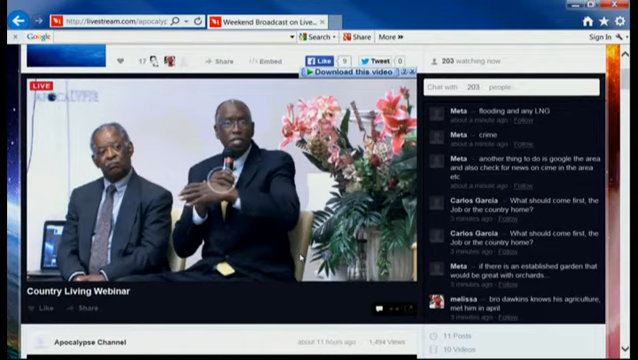 http://livestream.com/apocalyp
Weekend Broadcast on Live...
Google
Search
Share
More »
Sign In
17
Share
Embed
Like
9
Tweet
0
203 watching now
Download this video
LIVE
APOCALYPSE
Chat with 203 people
Meta flooding and any LNG
about a minute ago Follow
Meta crime
about a minute ago Follow
Meta another thing to do is google the area
and also check for news on cime in the area
etc
about a minute ago Follow
Carlos Garcia What should come first, the
Job or the country home?
3 minutes ago Follow
Carlos Garcia What should come first, the
Job or the country home?
3 minutes ago Follow
Meta if there is an established garden that
would be great with orchards...
Follow
melissa bro dawkins knows his agriculture,
met him in april
Follow
Country Living Webinar
Like Share
Apocalypse Channel
about 11 hours ago
1,494 Views
11 Posts
10 Videos